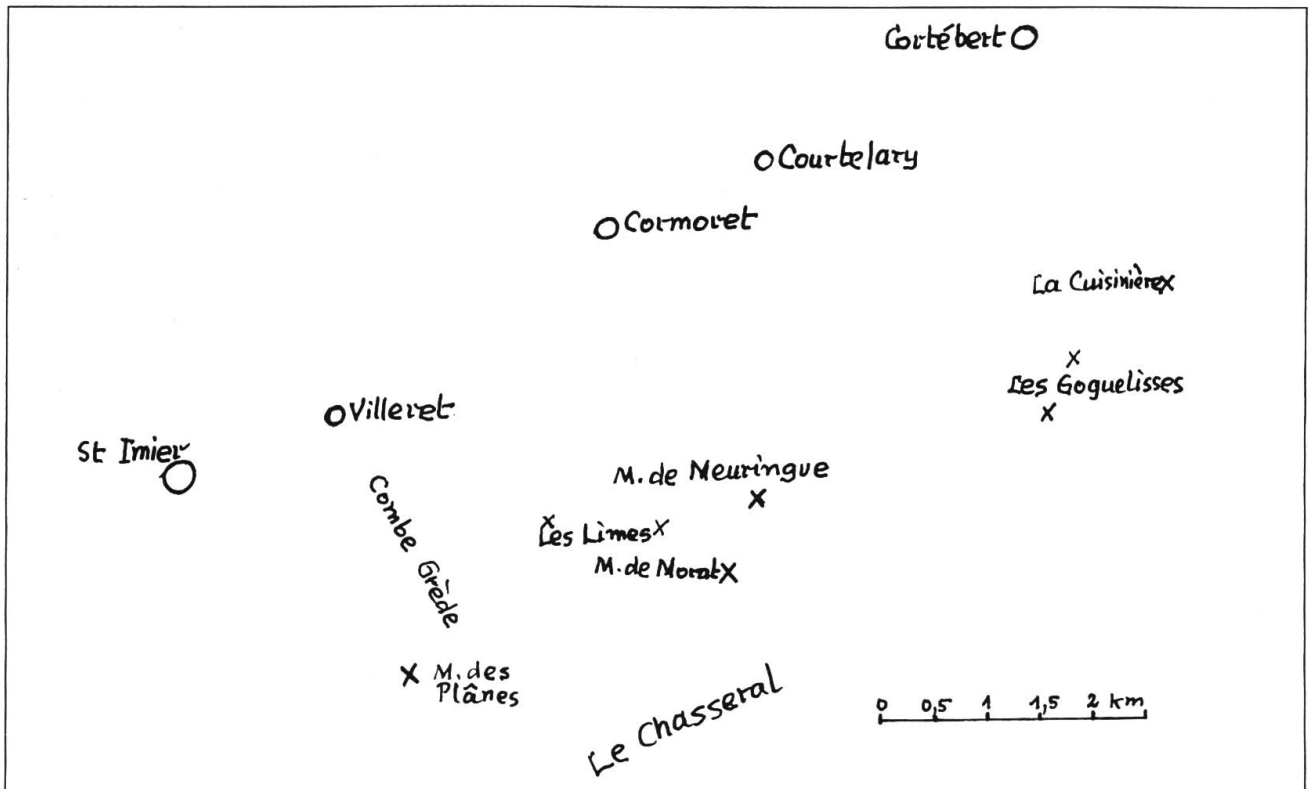 Cortébert
Courtelary
Cormoret
La Cuisinière
Les Goguelisses
Villeret
St Imier
M. de Meuringue
Combe Grède
Les Limes
M. de Morat
M. des
Plânes
Le Chasseral
0 0,5 1 1,5 2 km